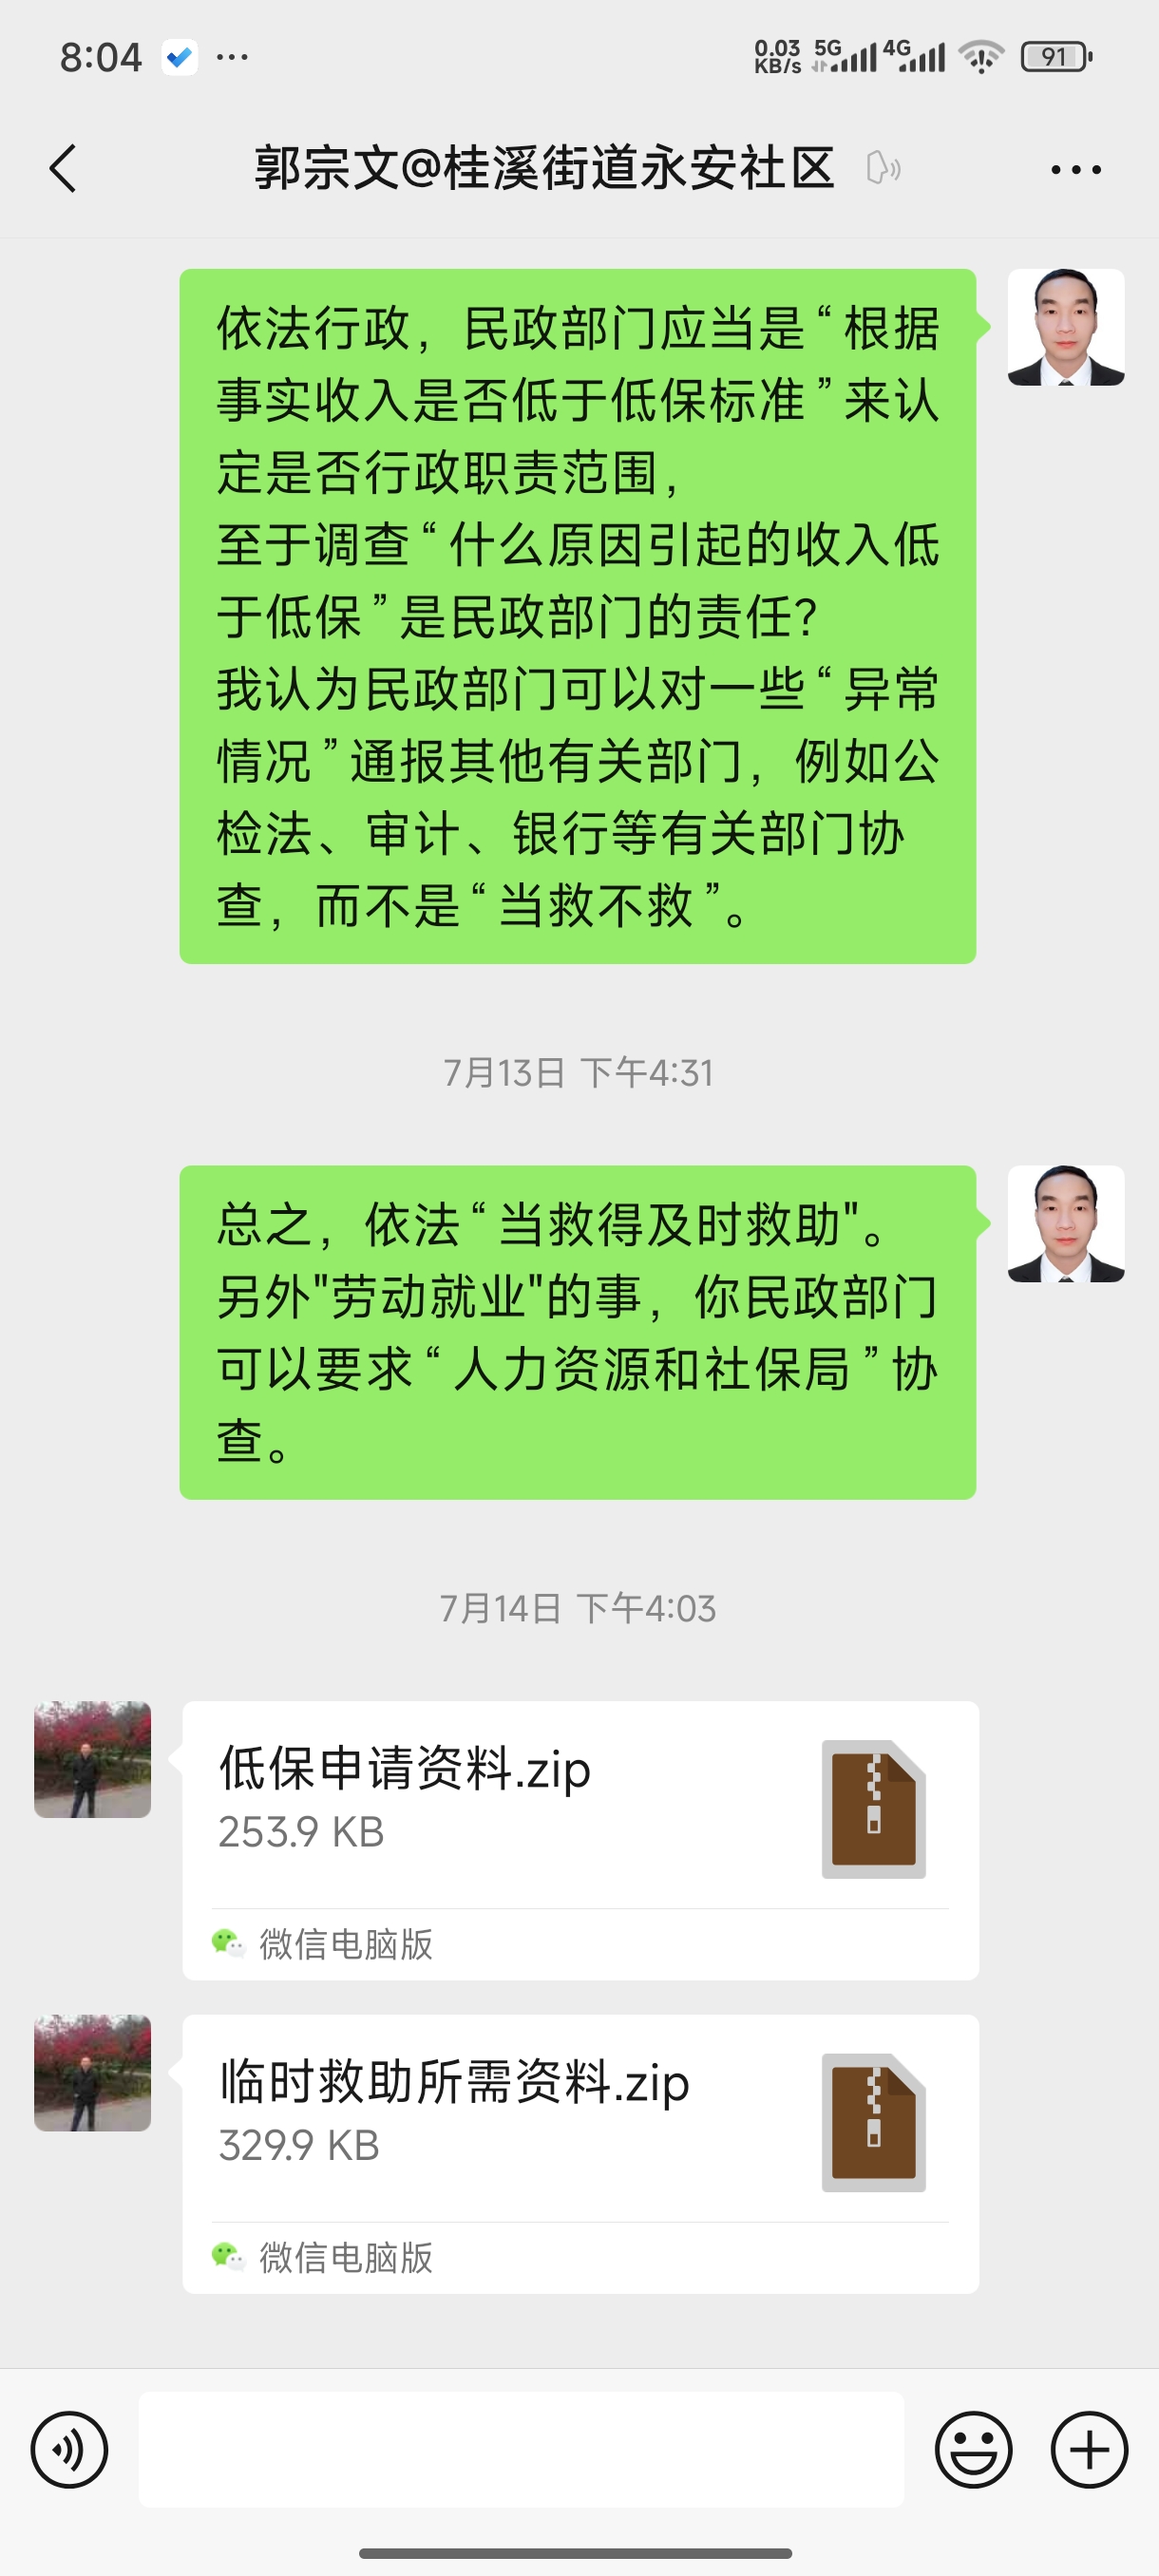 8:04 ...
0.03 KB/s 5G 4G 91
郭宗文@桂溪街道永安社区
依法行政，民政部门应当是“根据
事实收入是否低于低保标准”来认
定是否行政职责范围，
至于调查“什么原因引起的收入低
于低保”是民政部门的责任？
我认为民政部门可以对一些“异常
情况”通报其他有关部门，例如公
检法、审计、银行等有关部门协
查，而不是“当救不救”。
7月13日 下午4:31
总之，依法“当救得及时救助"。
另外"劳动就业"的事，你民政部门
可以要求“人力资源和社保局”协
查。
7月14日 下午4:03
低保申请资料.zip
253.9 KB
微信电脑版
临时救助所需资料.zip
329.9 KB
微信电脑版